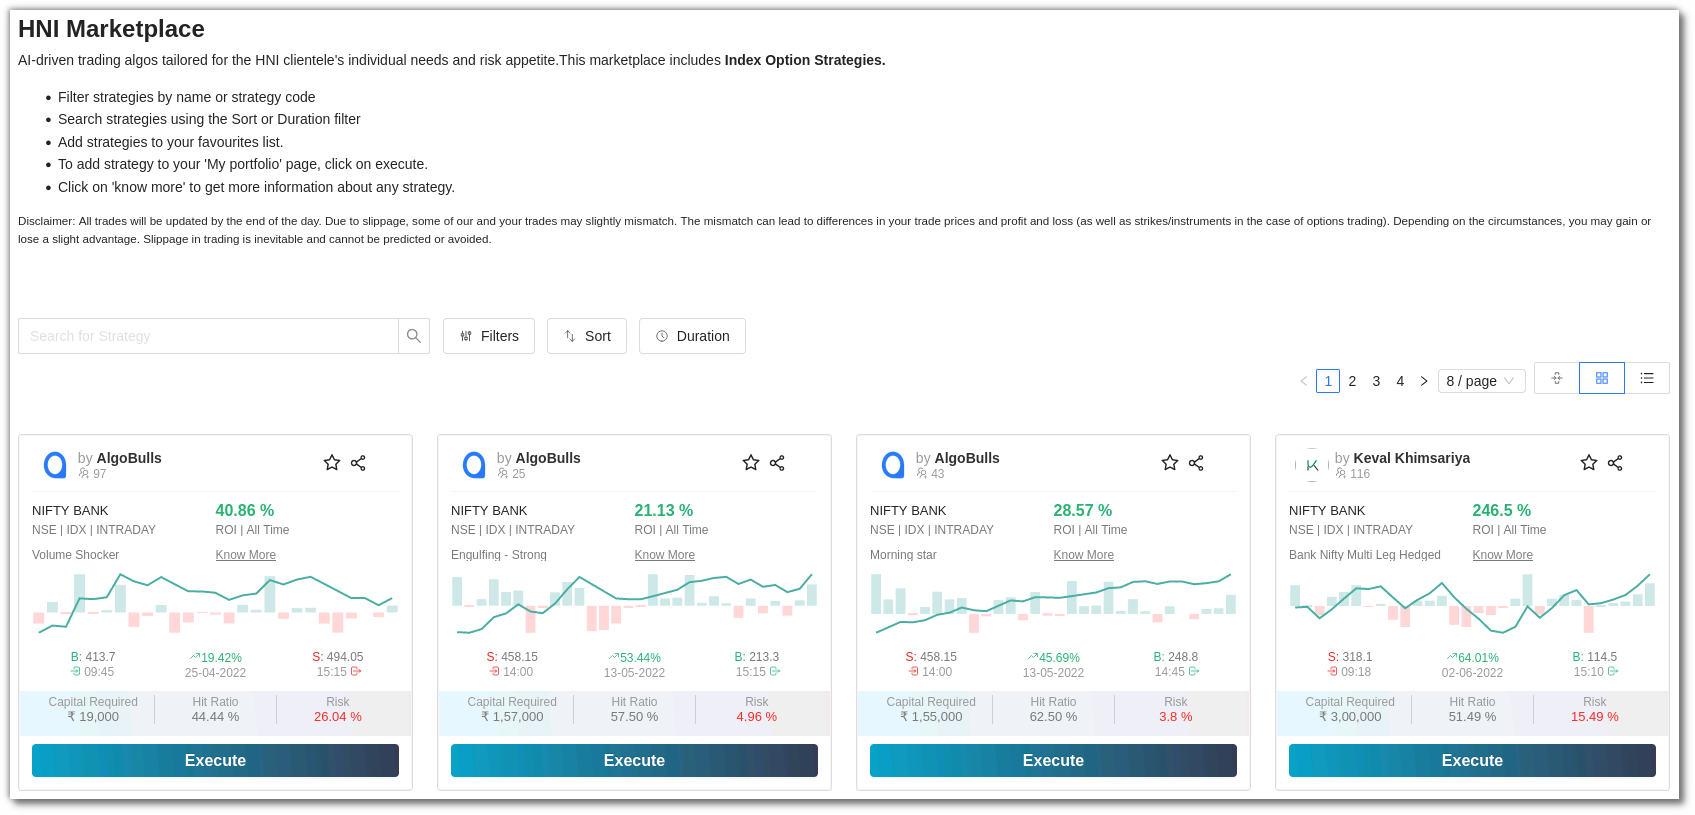 HNI Marketplace
AI-driven trading algos tailored for the HNI clientele's individual needs and risk appetite.This marketplace includes Index Option Strategies.
• Filter strategies by name or strategy code
• Search strategies using the Sort or Duration filter
• Add strategies to your favourites list.
• To add strategy to your 'My portfolio' page, click on execute.
• Click on 'know more' to get more information about any strategy.
Disclaimer: All trades will be updated by the end of the day. Due to slippage, some of our and your trades may slightly mismatch. The mismatch can lead to differences in your trade prices and profit and loss (as well as strikes/instruments in the case of options trading). Depending on the circumstances, you may gain or
lose a slight advantage. Slippage in trading is inevitable and cannot be predicted or avoided.
Search for Strategy Filters Sort Duration
1 2 3 4 8 / page
by AlgoBulls
97
NIFTY BANK 40.86 %
NSE | IDX | INTRADAY ROI | All Time
Volume Shocker Know More
B: 413.7 19.42% S: 494.05
09:45 25-04-2022 15:15
Capital Required Hit Ratio Risk
₹ 19,000 44.44 % 26.04 %
Execute
by AlgoBulls
25
NIFTY BANK 21.13 %
NSE | IDX | INTRADAY ROI | All Time
Engulfing - Strong Know More
S: 458.15 53.44% B: 213.3
14:00 13-05-2022 15:15
Capital Required Hit Ratio Risk
₹ 1,57,000 57.50 % 4.96 %
Execute
by AlgoBulls
43
NIFTY BANK 28.57 %
NSE | IDX | INTRADAY ROI | All Time
Morning star Know More
S: 458.15 45.69% B: 248.8
14:00 13-05-2022 14:45
Capital Required Hit Ratio Risk
₹ 1,55,000 62.50 % 3.8 %
Execute
by Keval Khimsariya
116
NIFTY BANK 246.5 %
NSE | IDX | INTRADAY ROI | All Time
Bank Nifty Multi Leg Hedged Know More
S: 318.1 64.01% B: 114.5
09:18 02-06-2022 15:10
Capital Required Hit Ratio Risk
₹ 3,00,000 51.49 % 15.49 %
Execute